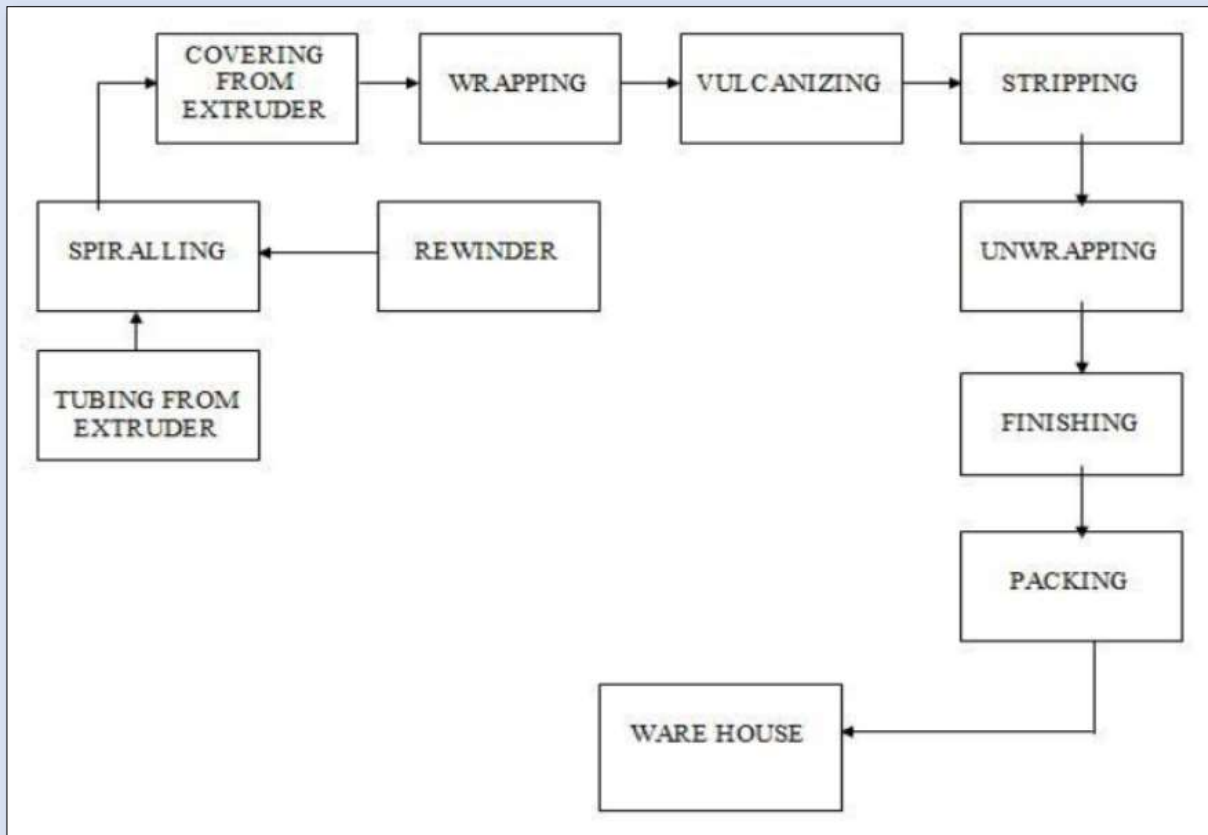 COVERING
FROM
EXTRUDER
WRAPPING
VULCANIZING
STRIPPING
SPIRALLING
REWINDER
UNWRAPPING
TUBING FROM
EXTRUDER
FINISHING
PACKING
WARE HOUSE